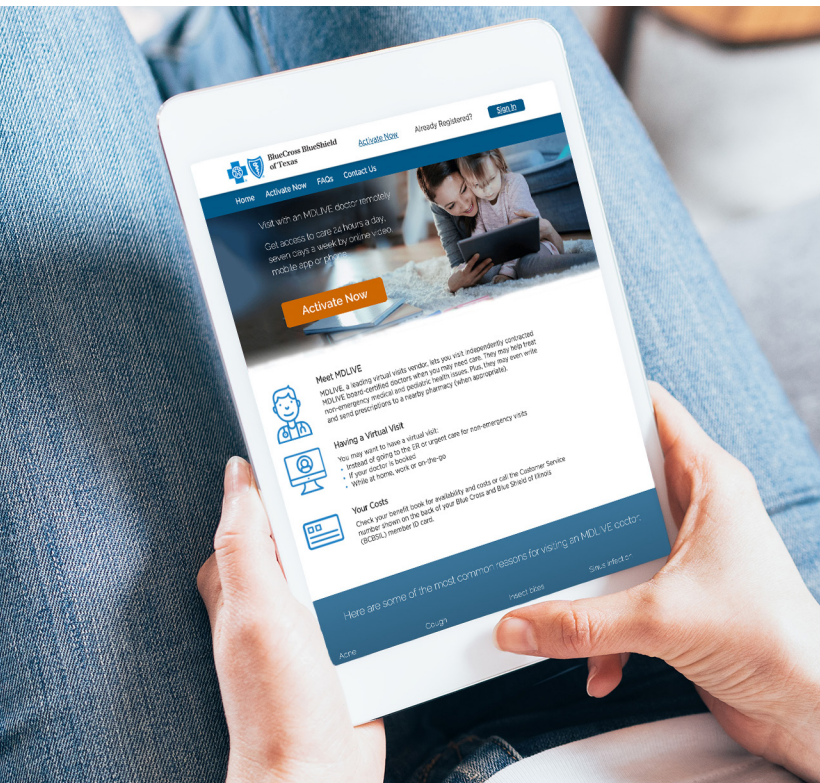 BlueCross BlueShield
of Texas
Activate Now
Already Registered?
Sign In
Home Activate Now FAQs Contact Us
Visit with an MDLIVE doctor remotely
Get access to care 24 hours a day,
seven days a week by online video,
mobile app or phone.
Activate Now
Meet MDLIVE
MDLIVE, a leading virtual visits vendor, lets you visit independently contracted
MDLIVE board-certified doctors when you may need care. They may help treat
non-emergency medical and pediatric health issues. Plus, they may even write
and send prescriptions to a nearby pharmacy (when appropriate).
Having a Virtual Visit
You may want to have a virtual visit:
• Instead of going to the ER or urgent care for non-emergency visits
• If your doctor is booked
• While at home, work or on-the-go
Your Costs
Check your benefit book for availability and costs or call the Customer Service
number shown on the back of your Blue Cross and Blue Shield of Illinois
(BCBSIL) member ID card.
Here are some of the most common reasons for visiting an MDLIVE doctor:
Acne Cough Insect bites Sinus infection